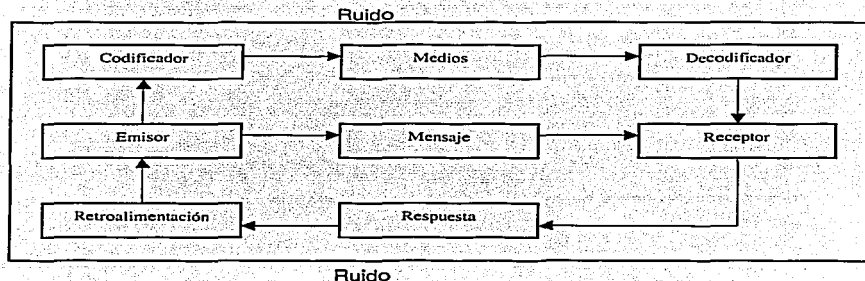 Ruido
Codificador
Medios
Decodificador
Emisor
Mensaje
Receptor
Retroalimentación
Respuesta
Ruido